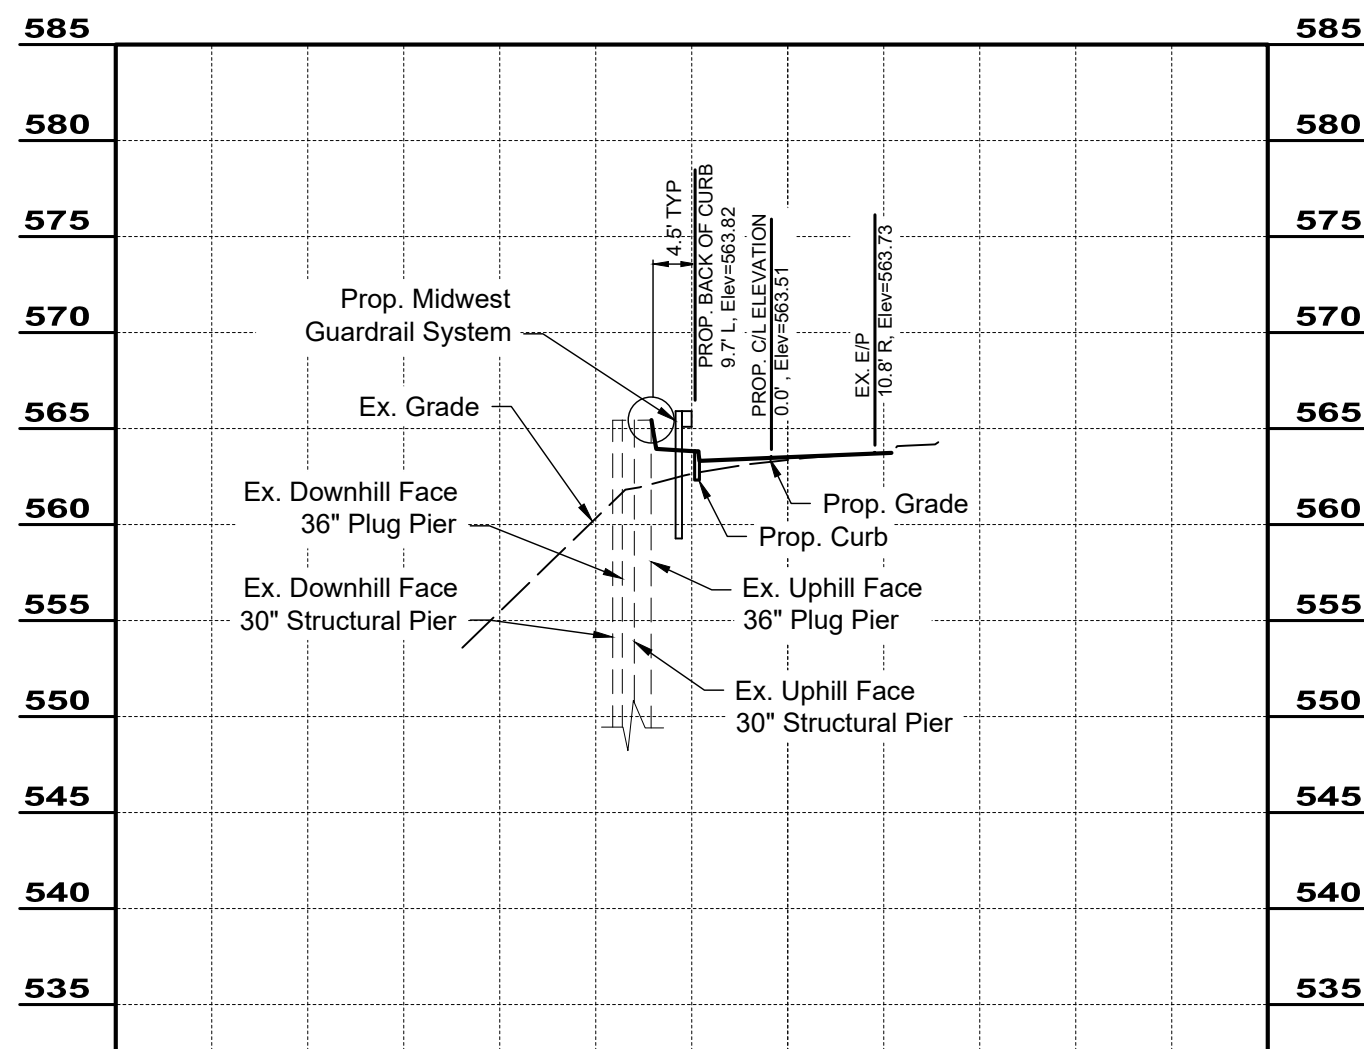 585
585
580
580
575
575
570
570
565
565
560
560
555
555
550
550
545
545
540
540
535
535
4.5' TYP
PROP. BACK OF CURB
9.7' L, Elev=563.82
PROP. C/L ELEVATION
0.0' , Elev=563.51
EX. E/P
10.8' R, Elev=563.73
Prop. Midwest
Guardrail System
Ex. Grade
Ex. Downhill Face
36" Plug Pier
Ex. Downhill Face
30" Structural Pier
Prop. Grade
Prop. Curb
Ex. Uphill Face
36" Plug Pier
Ex. Uphill Face
30" Structural Pier